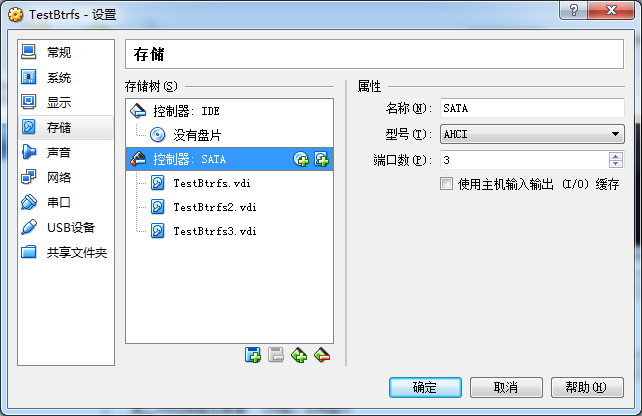 TestBtrfs - 设置
常规
系统
显示
存储
声音
网络
串口
USB设备
共享文件夹
存储
存储树(S)
控制器: IDE
没有盘片
控制器: SATA
TestBtrfs.vdi
TestBtrfs2.vdi
TestBtrfs3.vdi
属性
名称(N): SATA
型号(T): AHCI
端口数(P): 3
使用主机输入输出 (I/O) 缓存
确定 取消 帮助(H)